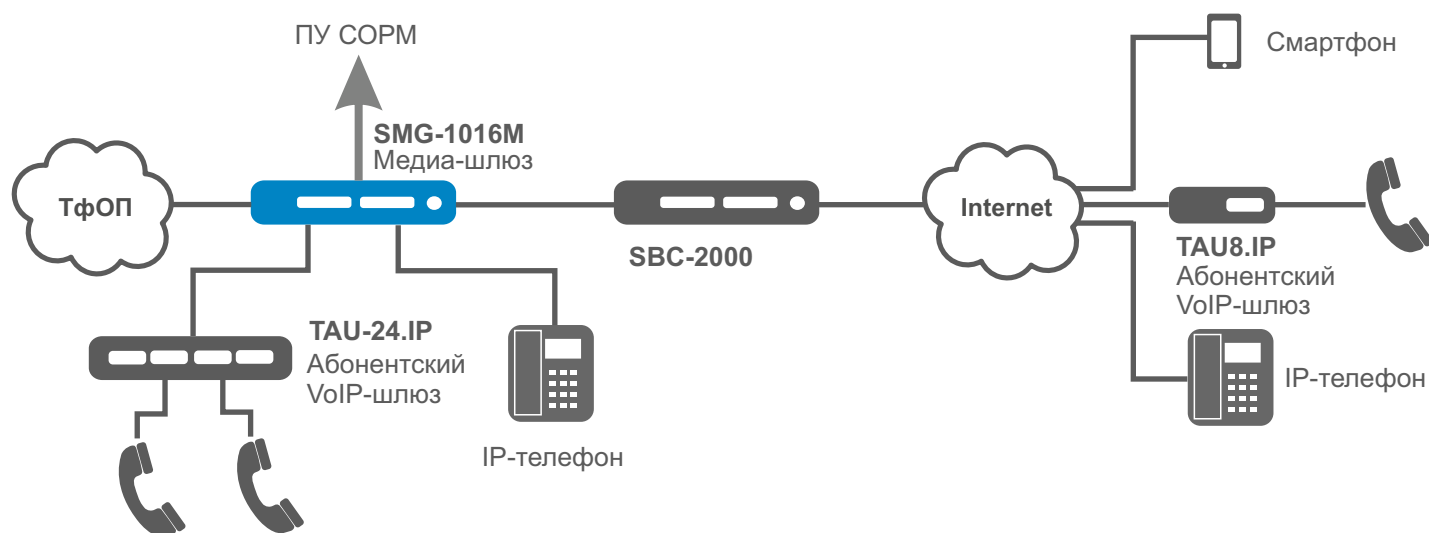 ПУ СОРМ
Смартфон
SMG-1016M
Медиа-шлюз
ТфОП
Internet
SBC-2000
TAU8.IP
Абонентский
VoIP-шлюз
TAU-24.IP
Абонентский
VoIP-шлюз
IP-телефон
IP-телефон